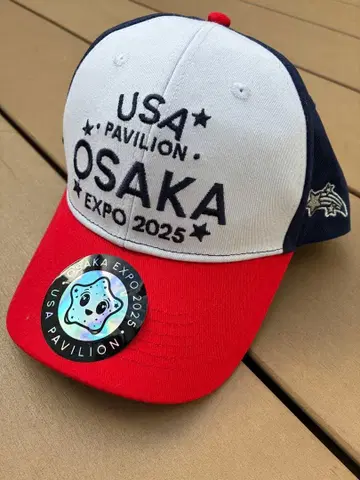 USA
PAVILION
OSAKA
EXPO 2025
OSAKA EXPO 2025
USA PAVILION